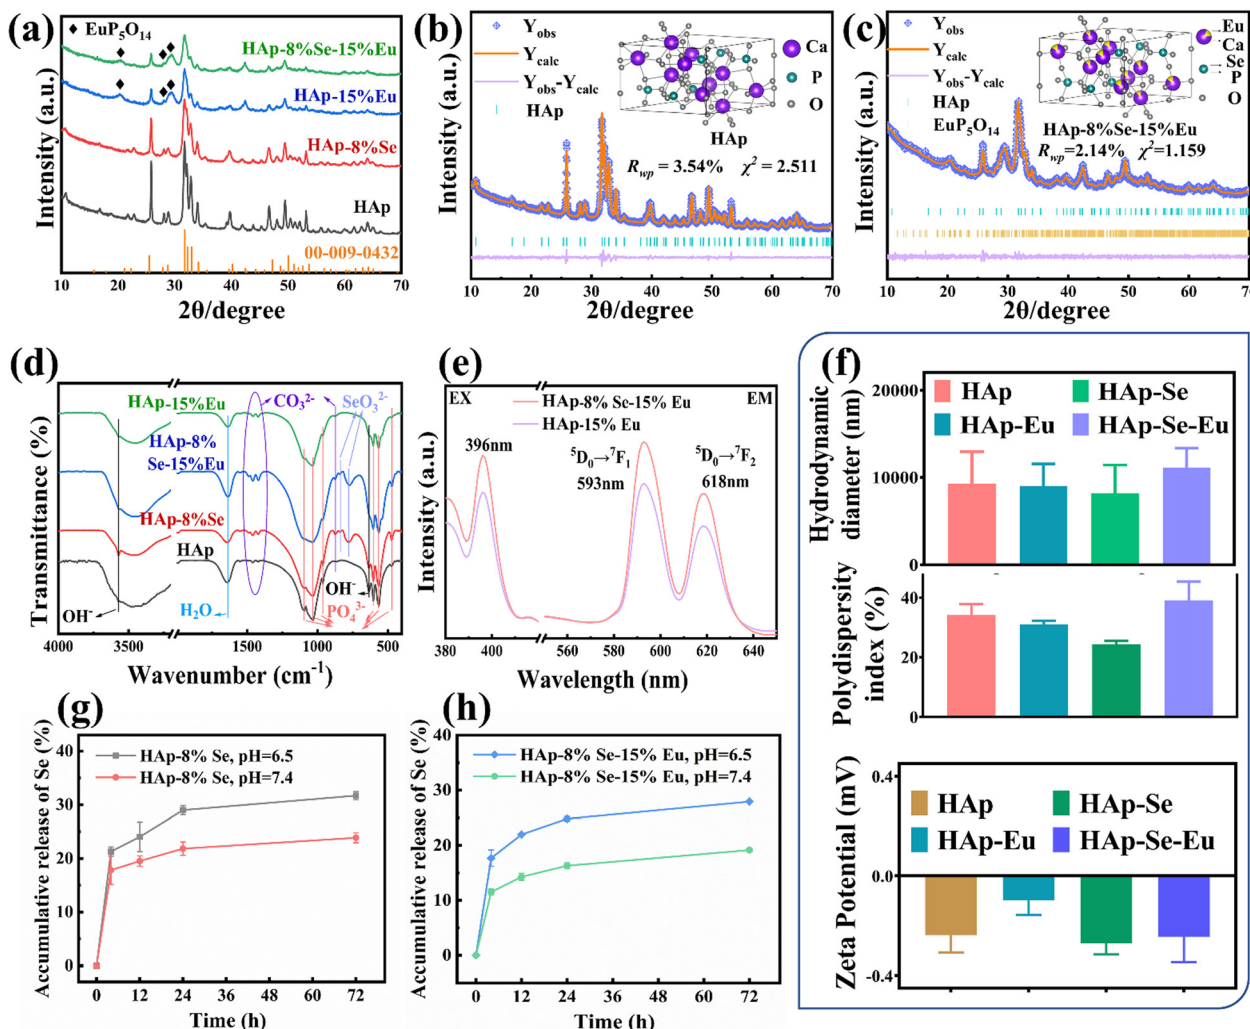 (a)
◆ EuP5O14
HAp-8%Se-15%Eu
HAp-15%Eu
HAp-8%Se
HAp
00-009-0432
Intensity (a.u.)
10 20 30 40 50 60 70
2θ/degree
(b)
Yobs
Ycalc
Yobs-Ycalc
HAp
Ca
P
O
HAp
Rwp = 3.54% χ² = 2.511
Intensity (a.u.)
10 20 30 40 50 60 70
2θ/degree
(c)
Yobs
Ycalc
Yobs-Ycalc
HAp
EuP5O14
Eu
Ca
Se
P
O
HAp-8%Se-15%Eu
Rwp=2.14% χ²=1.159
Intensity (a.u.)
10 20 30 40 50 60 70
2θ/degree
(d)
HAp-15%Eu
CO3²⁻
SeO3²⁻
HAp-8%
Se-15%Eu
HAp-8%Se
HAp
OH⁻
H2O
OH⁻
PO4³⁻
Transmittance (%)
4000 3200 2000 1500 1000 500
Wavenumber (cm⁻¹)
(e)
EX
EM
HAp-8% Se-15% Eu
HAp-15% Eu
396nm
⁵D0→⁷F1
593nm
⁵D0→⁷F2
618nm
Intensity (a.u.)
380 400 560 580 600 620 640
Wavelength (nm)
(f)
HAp
HAp-Se
HAp-Eu
HAp-Se-Eu
Hydrodynamic
diameter (nm)
20000
10000
0
Polydispersity
index (%)
40
20
0
HAp
HAp-Se
HAp-Eu
HAp-Se-Eu
Zeta Potential (mV)
0.4
0.0
-0.4
(g)
HAp-8% Se, pH=6.5
HAp-8% Se, pH=7.4
Accumulative release of Se (%)
40
30
20
10
0
0 12 24 36 48 60 72
Time (h)
(h)
HAp-8% Se-15% Eu, pH=6.5
HAp-8% Se-15% Eu, pH=7.4
Accumulative release of Se (%)
50
40
30
20
10
0
0 12 24 36 48 60 72
Time (h)